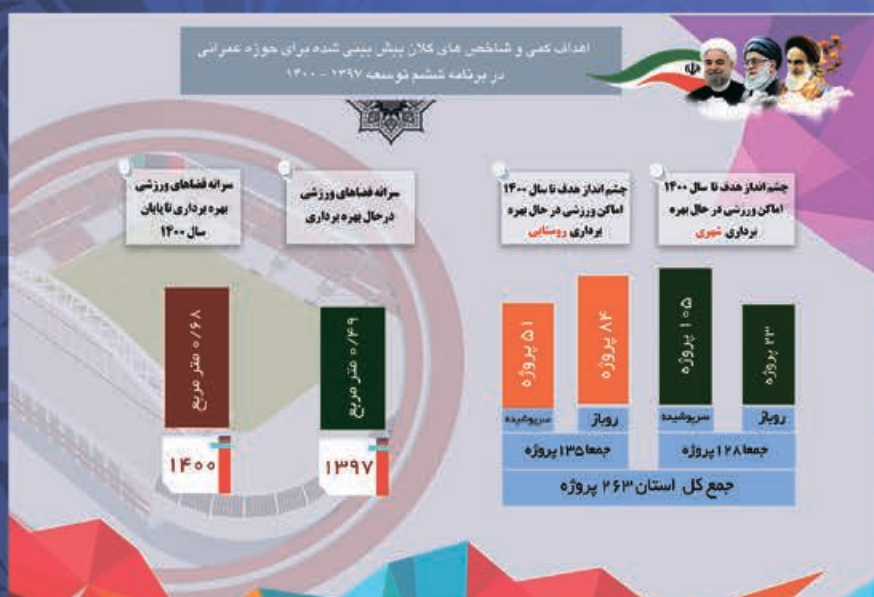 اهداف کمی و شاخص های کلان پیش بینی شده برای حوزه عمرانی
در برنامه ششم توسعه ۱۳۹۷ - ۱۴۰۰
چشم انداز هدف تا سال ۱۴۰۰
اماکن ورزشی در حال بهره
برداری شهری
چشم انداز هدف تا سال ۱۴۰۰
اماکن ورزشی در حال بهره
برداری روستایی
سرانه فضاهای ورزشی
درحال بهره برداری
سرانه فضاهای ورزشی
بهره برداری تا پایان
سال ۱۴۰۰
۲۳ پروژه
۱۰۵ پروژه
۸۴ پروژه
۵۱ پروژه
۰/۴۹ متر مربع
۰/۶۸ متر مربع
روباز
سرپوشیده
روباز
سرپوشیده
جمعا ۱۲۸ پروژه
جمعا ۱۳۵ پروژه
جمع کل استان ۲۶۳ پروژه
۱۳۹۷
۱۴۰۰